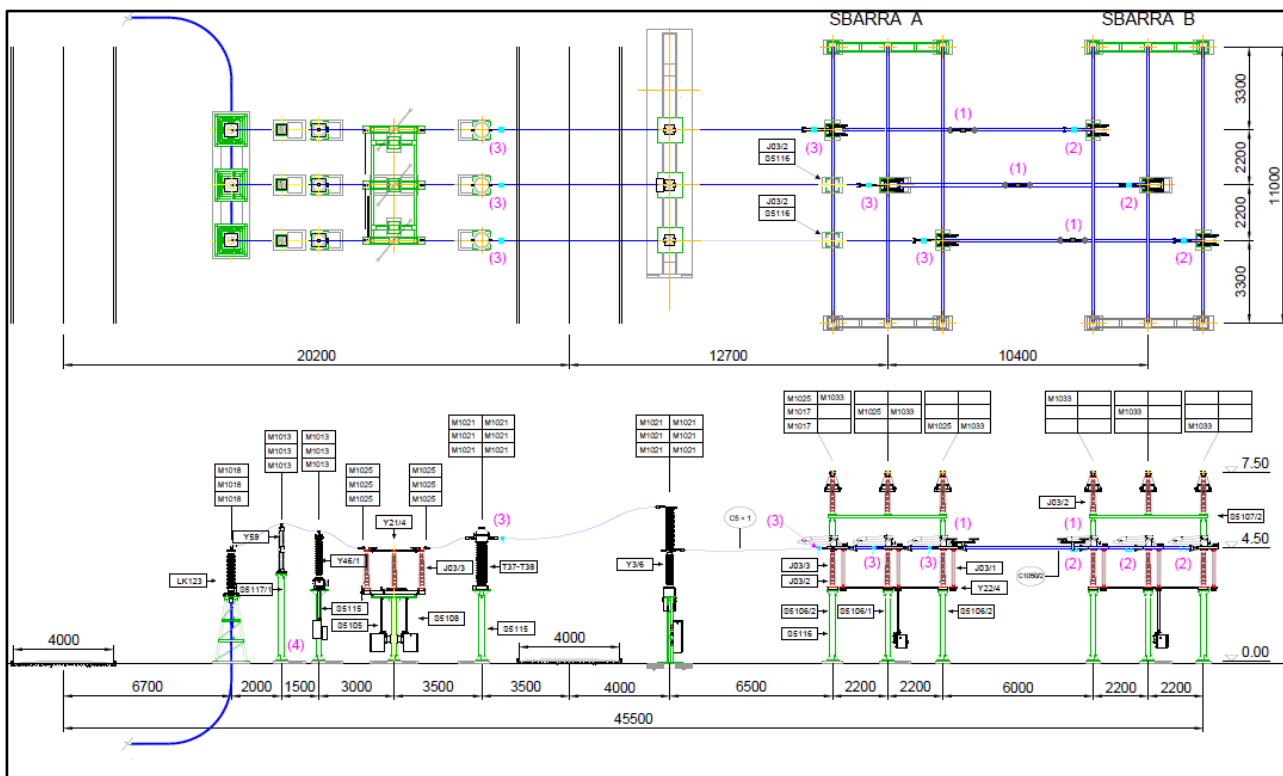 SBARRA A
SBARRA B
(1)
(3)
(3)
(2)
J03/2
S5116
(1)
(3)
(3)
(2)
J03/2
S5116
(1)
(3)
(3)
(2)
3300
2200
2200
3300
11000
20200
12700
10400
M1018
M1018
M1018
M1013
M1013
M1013
M1013
M1013
M1013
M1025
M1025
M1025
M1025
M1025
M1025
M1021 M1021
M1021 M1021
M1021 M1021
M1021 M1021
M1021 M1021
M1021 M1021
M1025 M1033
M1017
M1017
M1025 M1033
M1025 M1033
M1033
M1033
M1033
7.50
J03/2
S5107/2
Y59
Y21/4
(3)
C5 + 1
(3)
(1)
(1)
4.50
LK123
Y46/1
J03/3
T37-T38
Y3/6
J03/3
J03/2
(3)
(3)
J03/1
Y22/4
C1050/2
(2)
(2)
(2)
S5117/1
S5115
S5105
S5108
S5115
S5106/2
S5106/1
S5106/2
S5116
(4)
4000
4000
0.00
6700
2000
1500
3000
3500
3500
4000
6500
2200
2200
6000
2200
2200
45500